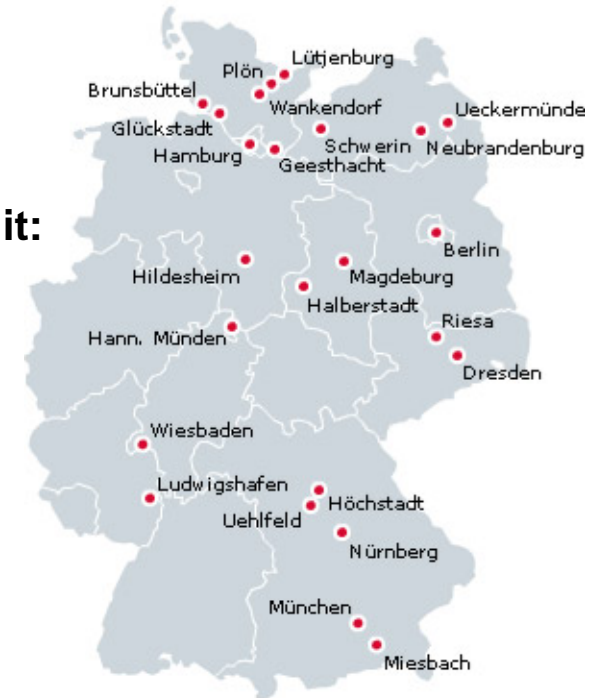 Lütjenburg
Plön
Brunsbüttel
Wankendorf
Ueckermünde
Glückstadt
Schwerin
Neubrandenburg
Hamburg
Geesthacht
it:
Berlin
Hildesheim
Magdeburg
Halberstadt
Riesa
Hann. Münden
Dresden
Wiesbaden
Ludwigshafen
Höchstadt
Uehlfeld
Nürnberg
München
Miesbach